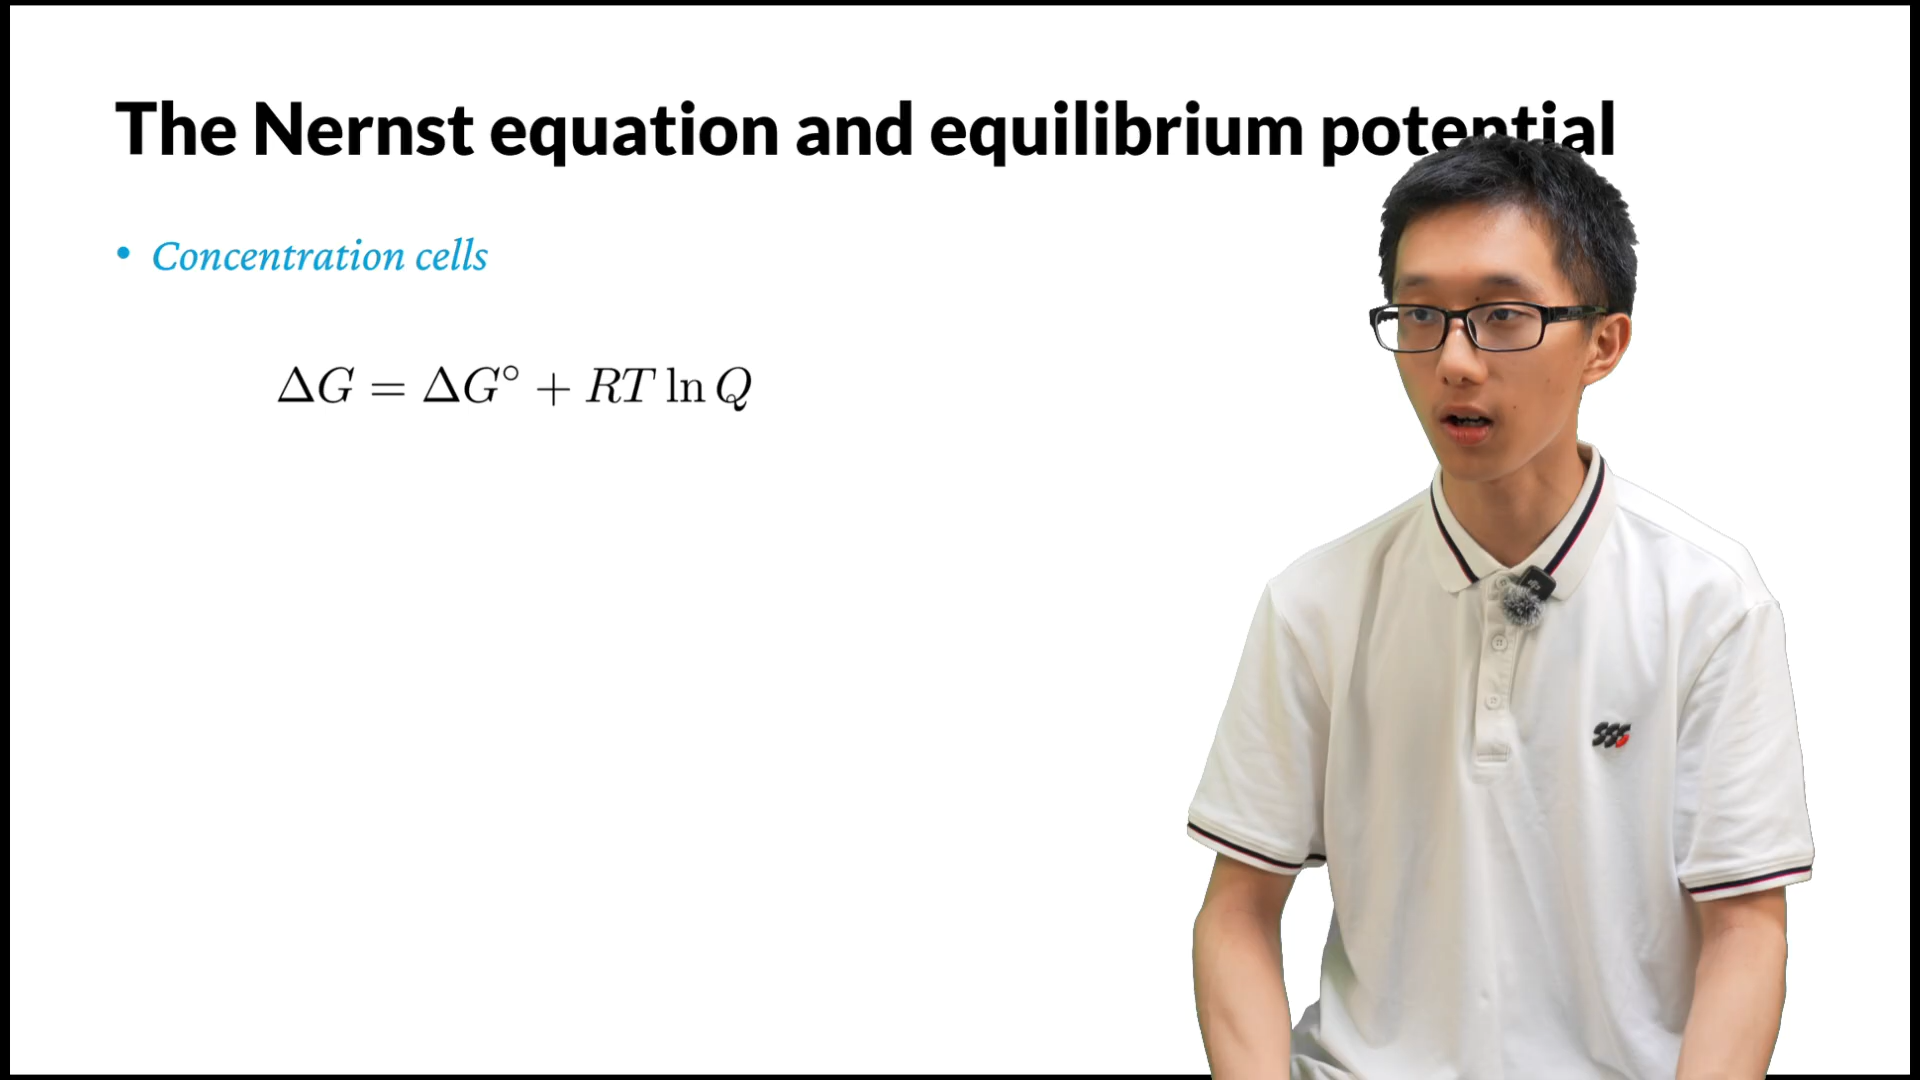 The Nernst equation and equilibrium potential
• Concentration cells
ΔG = ΔG° + RT ln Q